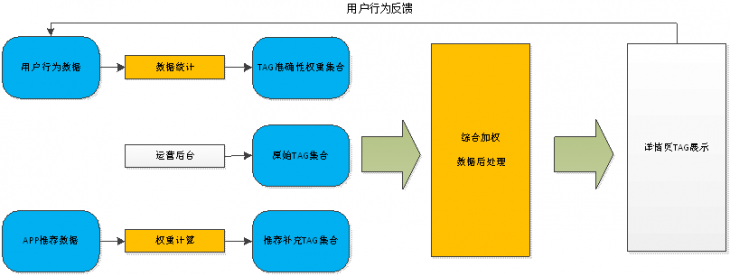 用户行为反馈
用户行为数据
数据统计
TAG准确性权重集合
运营后台
原始TAG集合
APP推荐数据
权重计算
推荐补充TAG集合
综合加权
数据后处理
详情页TAG展示